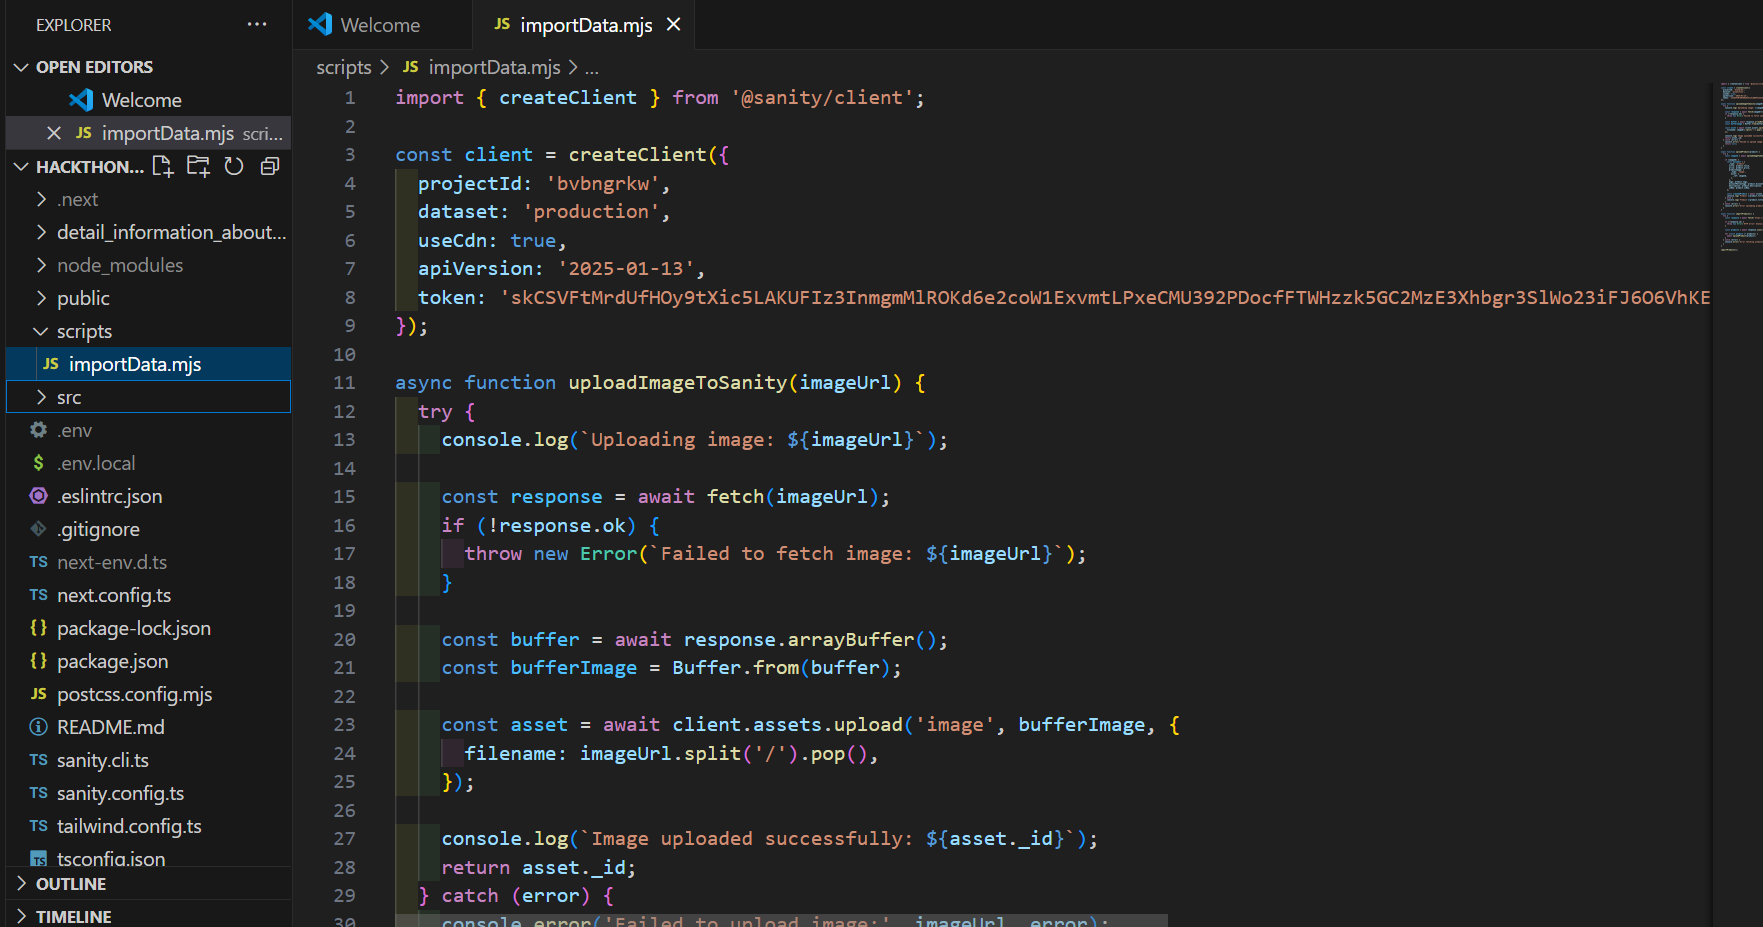 EXPLORER
OPEN EDITORS
Welcome
JS importData.mjs scri...
HACKTHON...
.next
detail_information_about...
node_modules
public
scripts
JS importData.mjs
src
.env
$ .env.local
.eslintrc.json
.gitignore
TS next-env.d.ts
TS next.config.ts
{} package-lock.json
{} package.json
JS postcss.config.mjs
README.md
TS sanity.cli.ts
TS sanity.config.ts
TS tailwind.config.ts
TS tsconfig.json
OUTLINE
TIMELINE
Welcome
JS importData.mjs
scripts > JS importData.mjs > ...
1 import { createClient } from '@sanity/client';
2
3 const client = createClient({
4 projectId: 'bvbngrkw',
5 dataset: 'production',
6 useCdn: true,
7 apiVersion: '2025-01-13',
8 token: 'skCSVFtMrdUfHOy9tXic5LAKUFIz3InmgmMlROKd6e2coW1ExvmtLPxeCMU392PDocfFTWHzzk5GC2MzE3Xhbgr3SlWo23iFJ6O6VhKE
9 });
10
11 async function uploadImageToSanity(imageUrl) {
12 try {
13 console.log(`Uploading image: ${imageUrl}`);
14
15 const response = await fetch(imageUrl);
16 if (!response.ok) {
17 throw new Error(`Failed to fetch image: ${imageUrl}`);
18 }
19
20 const buffer = await response.arrayBuffer();
21 const bufferImage = Buffer.from(buffer);
22
23 const asset = await client.assets.upload('image', bufferImage, {
24 filename: imageUrl.split('/').pop(),
25 });
26
27 console.log(`Image uploaded successfully: ${asset._id}`);
28 return asset._id;
29 } catch (error) {
30 console.error('Failed to upload image:', imageUrl, error);